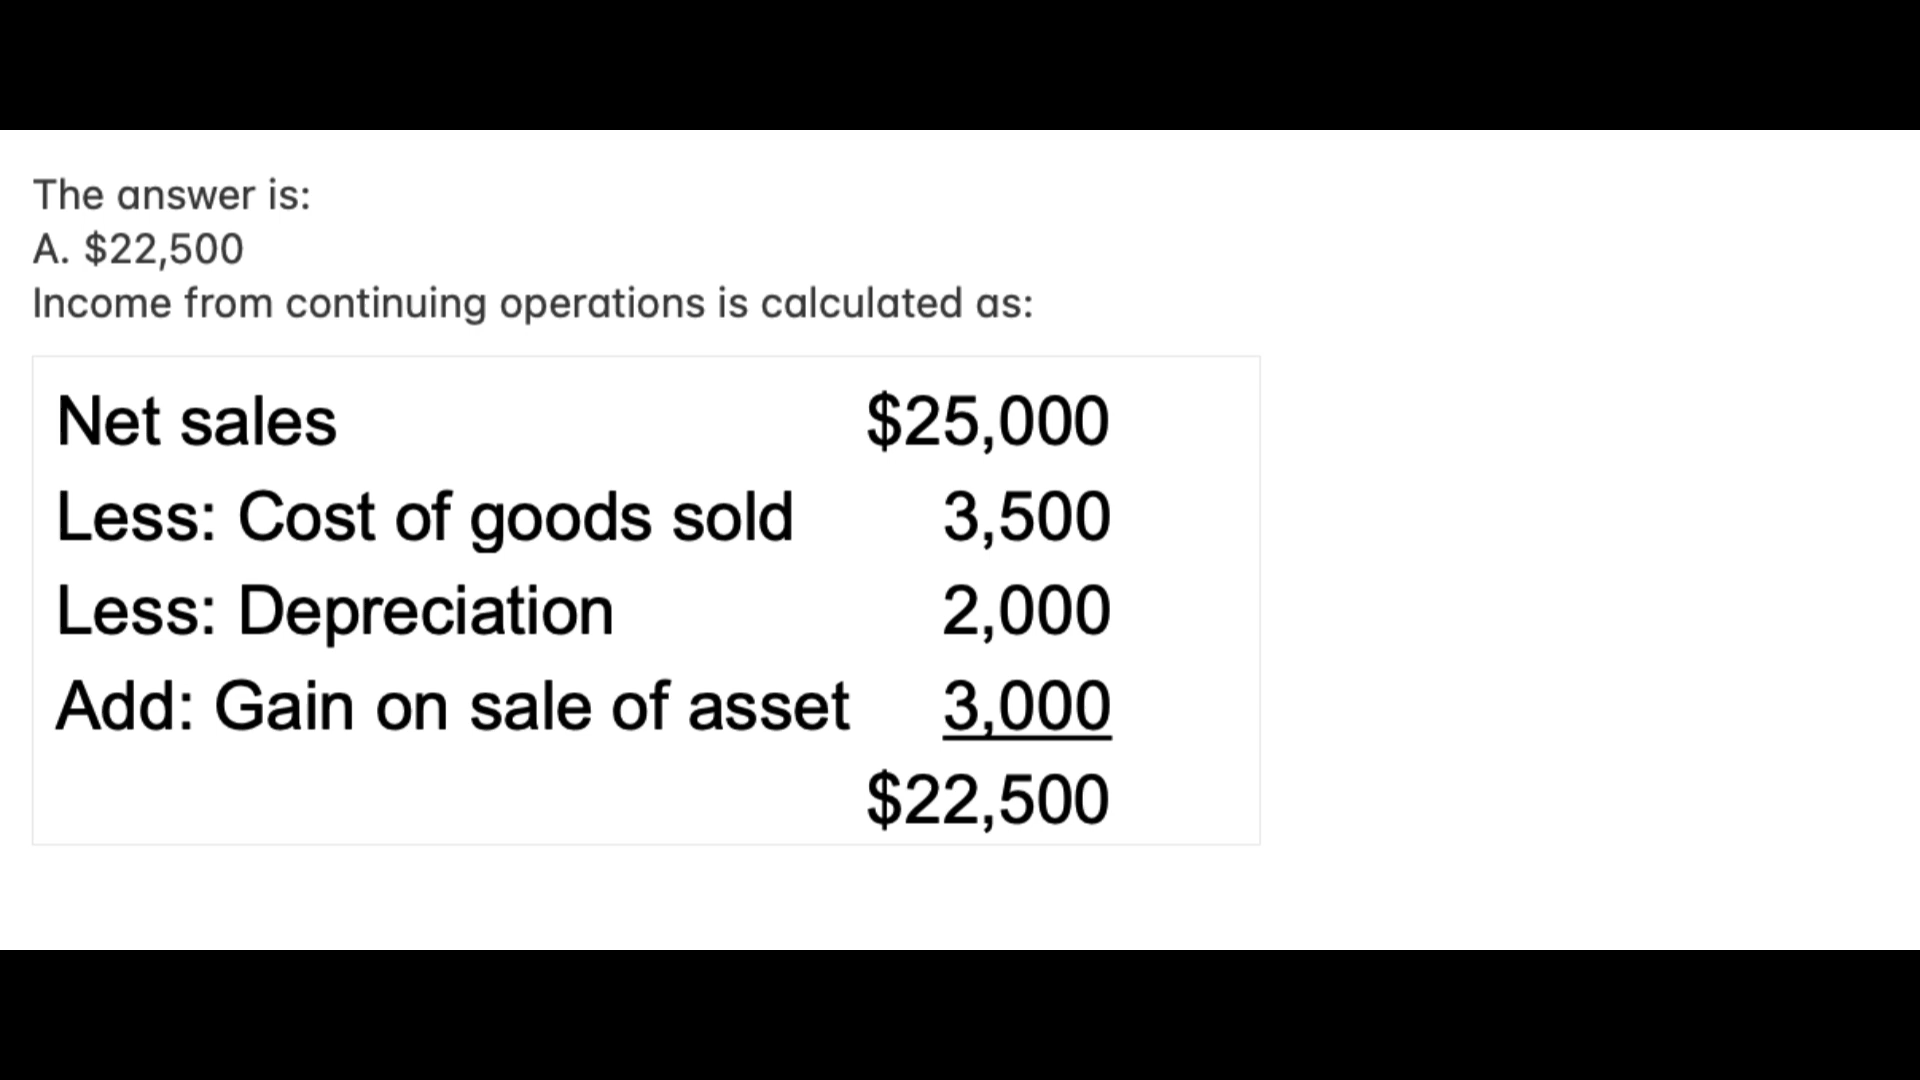 The answer is:
A. $22,500
Income from continuing operations is calculated as:
Net sales $25,000
Less: Cost of goods sold 3,500
Less: Depreciation 2,000
Add: Gain on sale of asset 3,000
$22,500